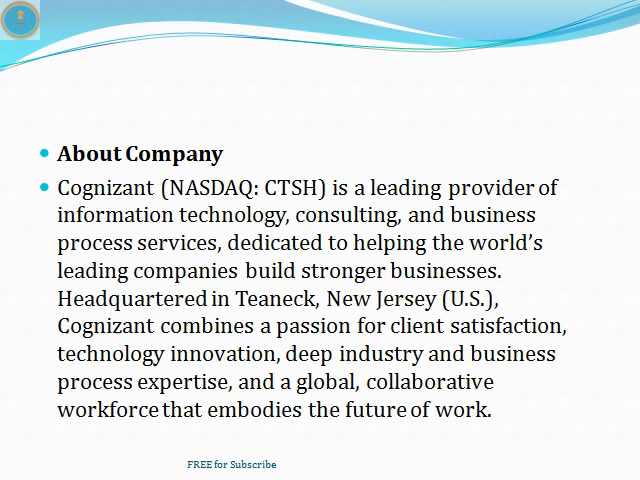 About Company
Cognizant (NASDAQ: CTSH) is a leading provider of
information technology, consulting, and business
process services, dedicated to helping the world’s
leading companies build stronger businesses.
Headquartered in Teaneck, New Jersey (U.S.),
Cognizant combines a passion for client satisfaction,
technology innovation, deep industry and business
process expertise, and a global, collaborative
workforce that embodies the future of work.
FREE for Subscribe